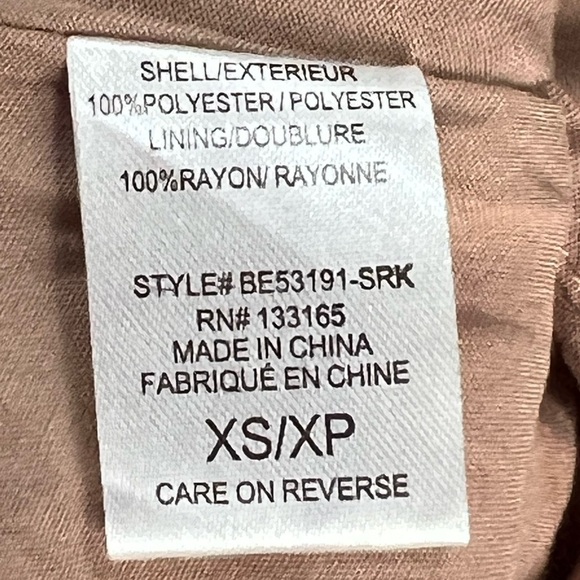 SHELL/EXTERIEUR
100%POLYESTER/POLYESTER
LINING/DOUBLURE
100%RAYON/RAYONNE
STYLE# BE53191-SRK
RN# 133165
MADE IN CHINA
FABRIQUÉ EN CHINE
XS/XP
CARE ON REVERSE